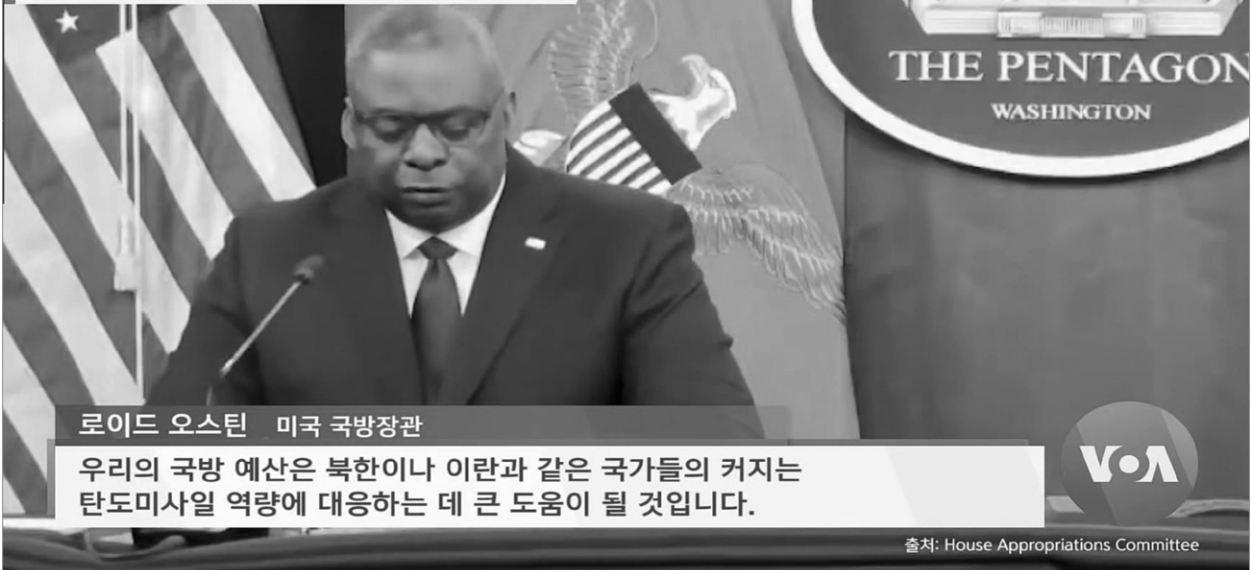 THE PENTAGON
WASHINGTON
로이드 오스틴 미국 국방장관
우리의 국방 예산은 북한이나 이란과 같은 국가들의 커지는
탄도미사일 역량에 대응하는 데 큰 도움이 될 것입니다.
VOA
출처: House Appropriations Committee